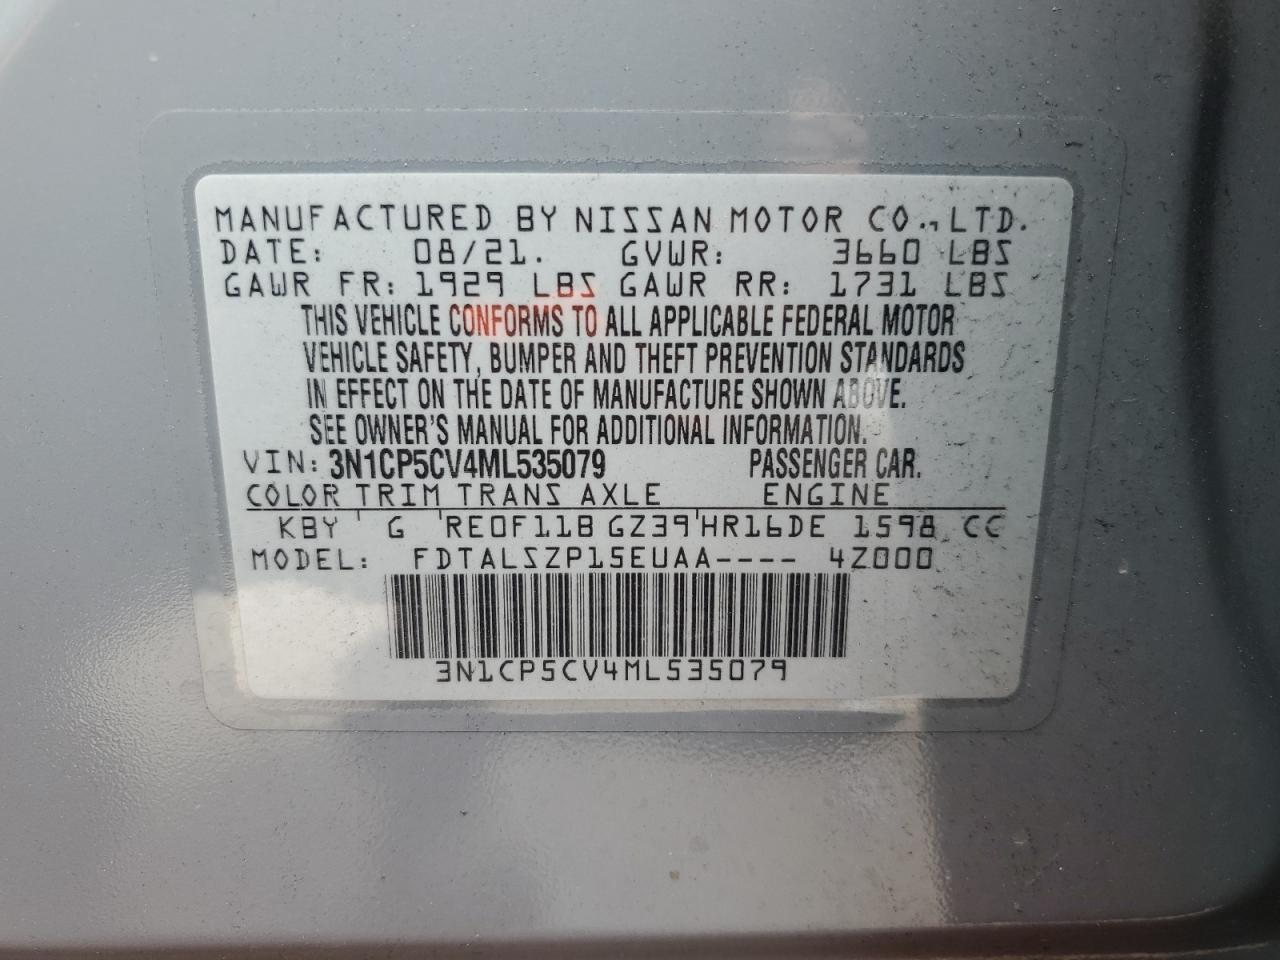 MANUFACTURED BY NISSAN MOTOR CO., LTD.
DATE: 08/21. GVWR: 3660 LBS
GAWR FR: 1929 LBS GAWR RR: 1731 LBS
THIS VEHICLE CONFORMS TO ALL APPLICABLE FEDERAL MOTOR
VEHICLE SAFETY, BUMPER AND THEFT PREVENTION STANDARDS
IN EFFECT ON THE DATE OF MANUFACTURE SHOWN ABOVE.
SEE OWNER'S MANUAL FOR ADDITIONAL INFORMATION.
VIN: 3N1CP5CV4ML535079 PASSENGER CAR.
COLOR TRIM TRANS AXLE ENGINE
KBY G RE0F11B GZ39 HR16DE 1598 CC
MODEL: FDTALSZP15EUAA---- 4Z000
3N1CP5CV4ML535079